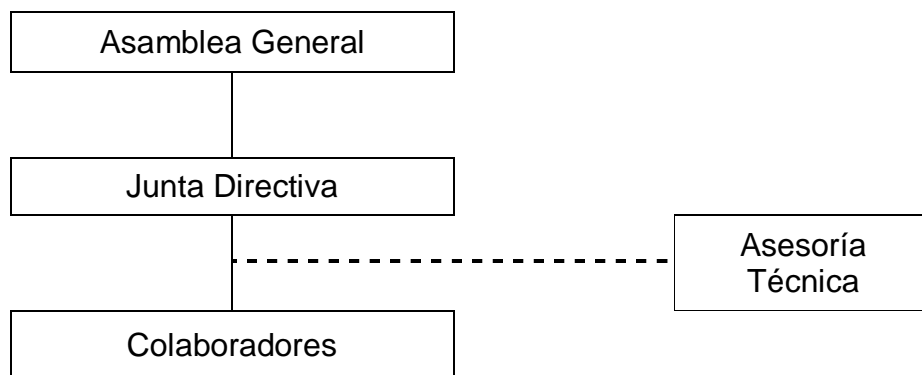 Asamblea General
Junta Directiva
Asesoría
Técnica
Colaboradores